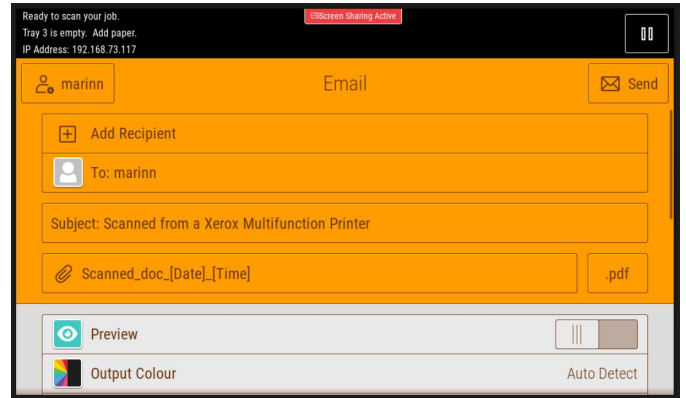 Ready to scan your job.
Screen Sharing Active
Tray 3 is empty. Add paper.
IP Address: 192.168.73.117
marinn
Email
Send
Add Recipient
To: marinn
Subject: Scanned from a Xerox Multifunction Printer
Scanned_doc_[Date]_[Time]
.pdf
Preview
Output Colour
Auto Detect